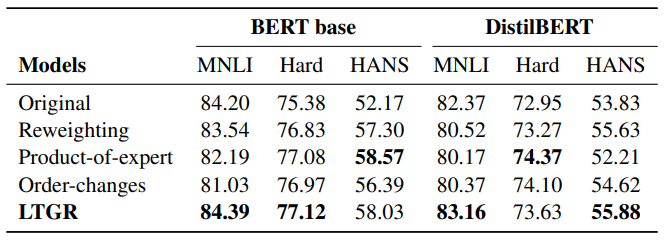 BERT base DistilBERT
Models MNLI Hard HANS MNLI Hard HANS
Original 84.20 75.38 52.17 82.37 72.95 53.83
Reweighting 83.54 76.83 57.30 80.52 73.27 55.63
Product-of-expert 82.19 77.08 58.57 80.17 74.37 52.21
Order-changes 81.03 76.97 56.39 80.37 74.10 54.62
LTGR 84.39 77.12 58.03 83.16 73.63 55.88